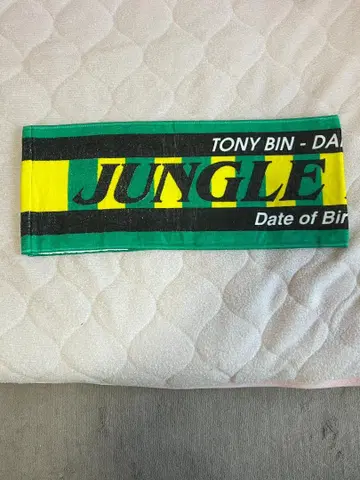 TONY BIN - DA
JUNGLE
Date of Bir